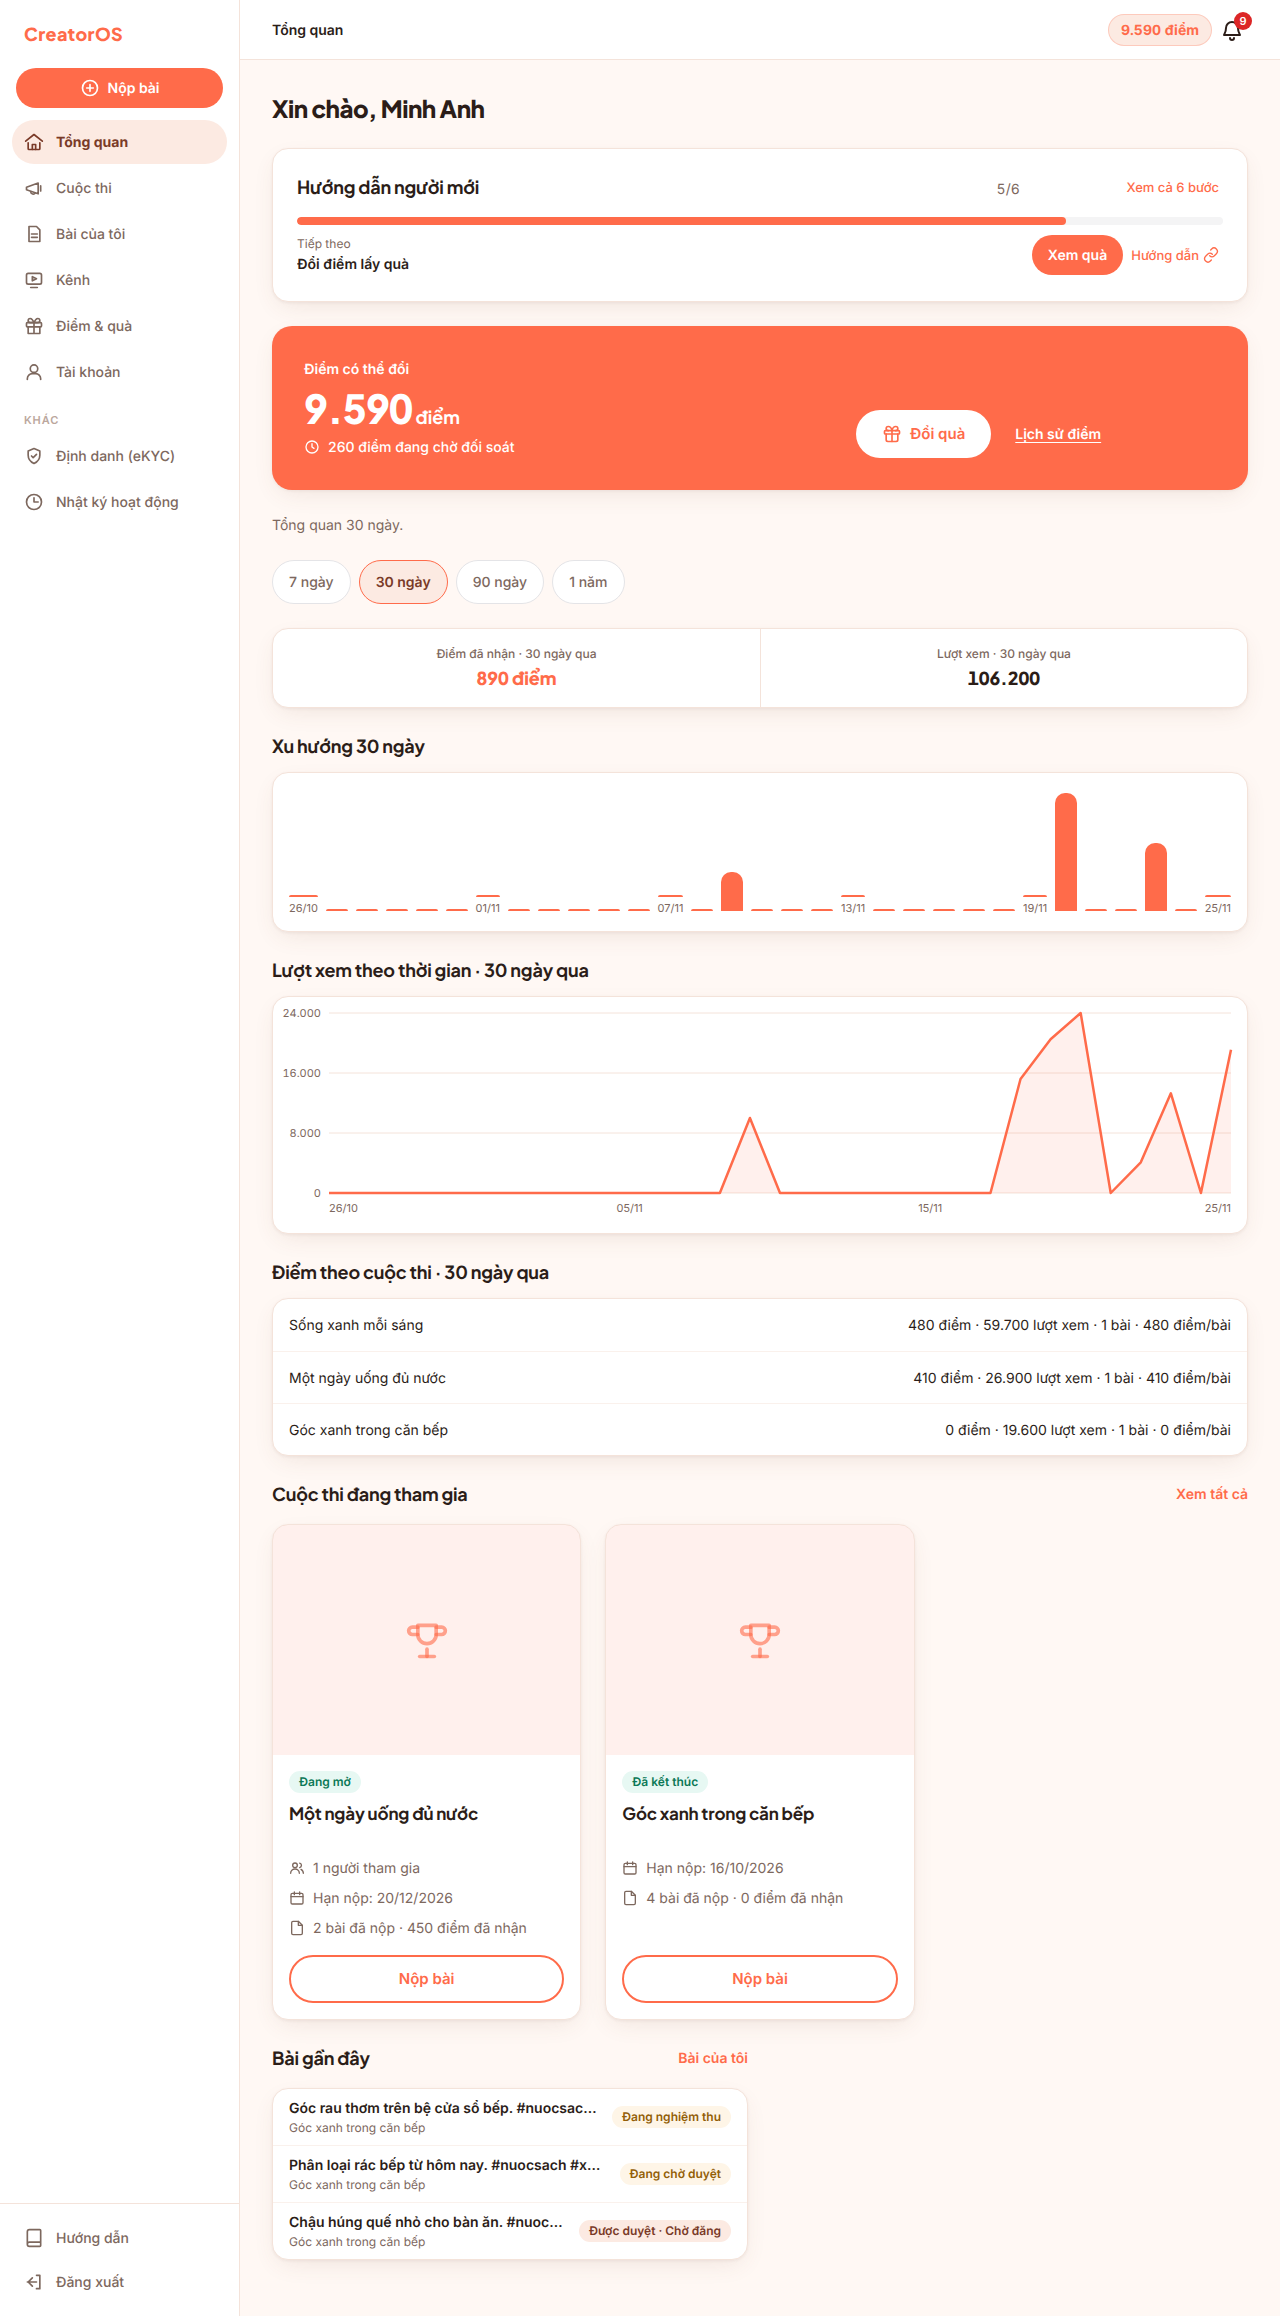 CreatorOS
Nộp bài
Tổng quan
Cuộc thi
Bài của tôi
Kênh
Điểm & quà
Tài khoản
KHÁC
Định danh (eKYC)
Nhật ký hoạt động
Hướng dẫn
Đăng xuất
Tổng quan
9.590 điểm
9
Xin chào, Minh Anh
Hướng dẫn người mới
5/6
Xem cả 6 bước
Tiếp theo
Đổi điểm lấy quà
Xem quà
Hướng dẫn
Điểm có thể đổi
9.590 điểm
260 điểm đang chờ đối soát
Đổi quà
Lịch sử điểm
Tổng quan 30 ngày.
7 ngày
30 ngày
90 ngày
1 năm
Điểm đã nhận · 30 ngày qua
890 điểm
Lượt xem · 30 ngày qua
106.200
Xu hướng 30 ngày
26/10 01/11 07/11 13/11 19/11 25/11
Lượt xem theo thời gian · 30 ngày qua
24.000
16.000
8.000
0
26/10 05/11 15/11 25/11
Điểm theo cuộc thi · 30 ngày qua
Sống xanh mỗi sáng
480 điểm · 59.700 lượt xem · 1 bài · 480 điểm/bài
Một ngày uống đủ nước
410 điểm · 26.900 lượt xem · 1 bài · 410 điểm/bài
Góc xanh trong căn bếp
0 điểm · 19.600 lượt xem · 1 bài · 0 điểm/bài
Cuộc thi đang tham gia
Xem tất cả
Đang mở
Một ngày uống đủ nước
1 người tham gia
Hạn nộp: 20/12/2026
2 bài đã nộp · 450 điểm đã nhận
Nộp bài
Đã kết thúc
Góc xanh trong căn bếp
Hạn nộp: 16/10/2026
4 bài đã nộp · 0 điểm đã nhận
Nộp bài
Bài gần đây
Bài của tôi
Góc rau thơm trên bệ cửa sổ bếp. #nuocsac...
Góc xanh trong căn bếp
Đang nghiệm thu
Phân loại rác bếp từ hôm nay. #nuocsach #x...
Góc xanh trong căn bếp
Đang chờ duyệt
Chậu húng quế nhỏ cho bàn ăn. #nuoc...
Góc xanh trong căn bếp
Được duyệt · Chờ đăng